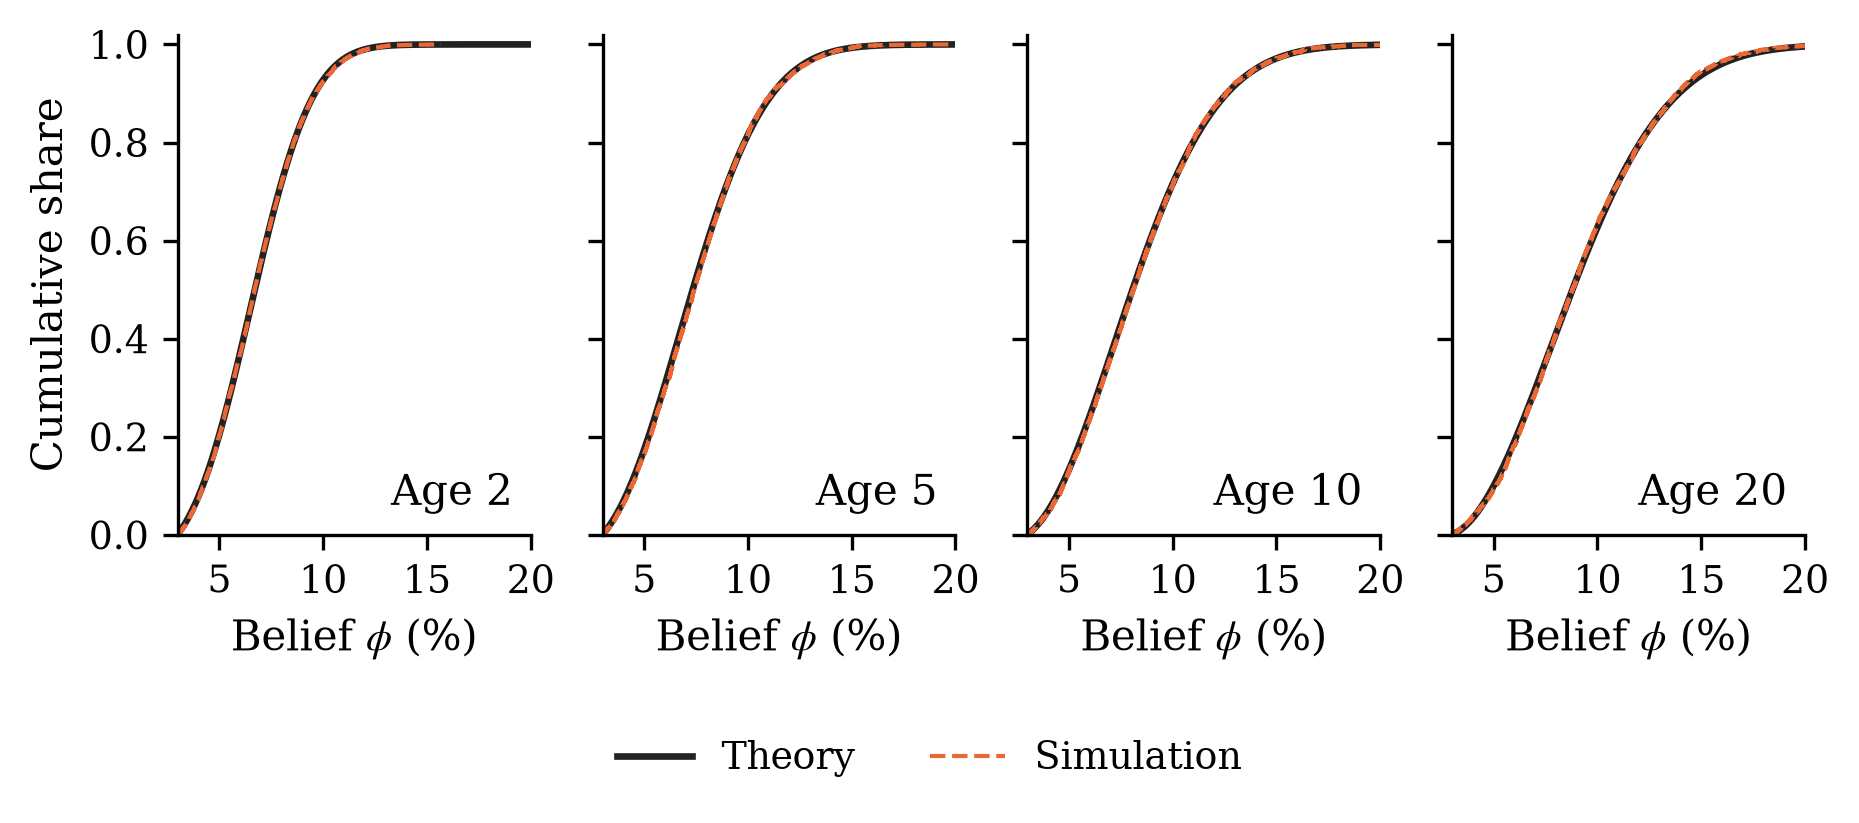 Cumulative share
1.0
0.8
0.6
0.4
0.2
0.0
Age 2
Age 5
Age 10
Age 20
5 10 15 20
5 10 15 20
5 10 15 20
5 10 15 20
Belief ϕ (%)
Belief ϕ (%)
Belief ϕ (%)
Belief ϕ (%)
Theory
Simulation